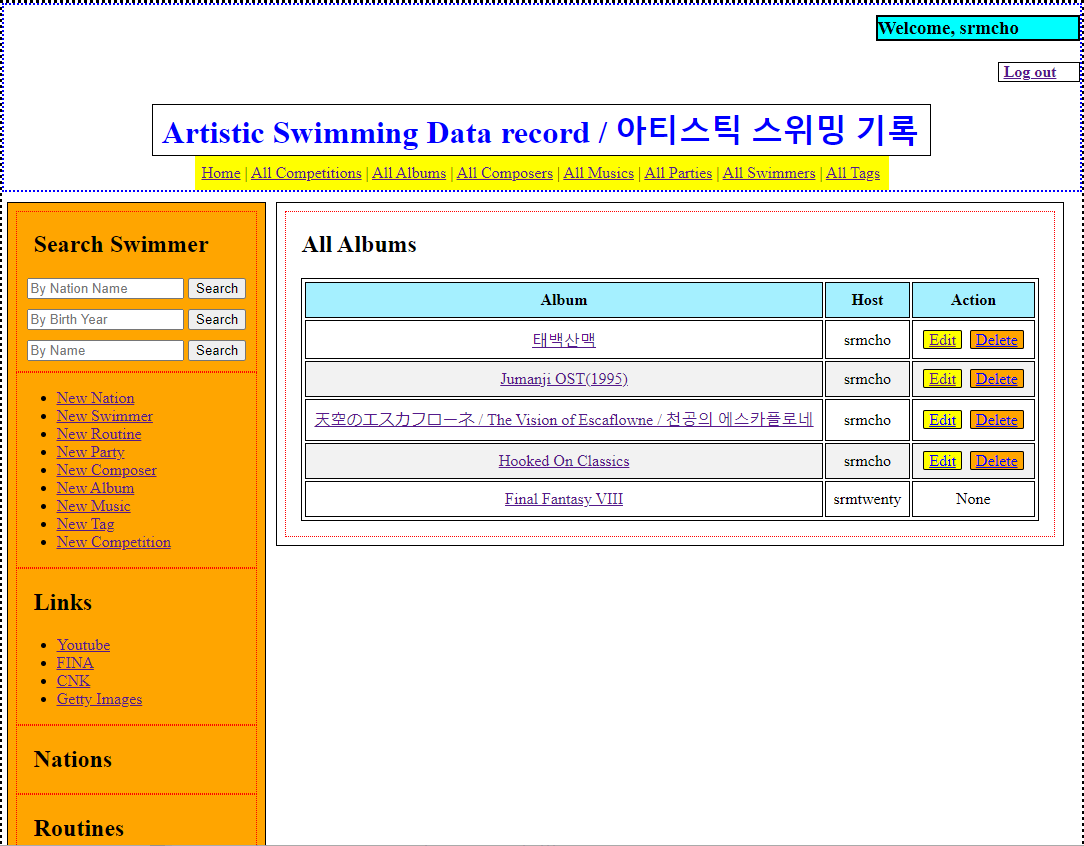 Welcome, srmcho
Log out
Artistic Swimming Data record / 아티스틱 스위밍 기록
Home | All Competitions | All Albums | All Composers | All Musics | All Parties | All Swimmers | All Tags
Search Swimmer
By Nation Name Search
By Birth Year Search
By Name Search
New Nation
New Swimmer
New Routine
New Party
New Composer
New Album
New Music
New Tag
New Competition
Links
Youtube
FINA
CNK
Getty Images
Nations
Routines
All Albums
Album Host Action
태백산맥 srmcho Edit Delete
Jumanji OST(1995) srmcho Edit Delete
天空のエスカフローネ / The Vision of Escaflowne / 천공의 에스카플로네 srmcho Edit Delete
Hooked On Classics srmcho Edit Delete
Final Fantasy VIII srmtwenty None